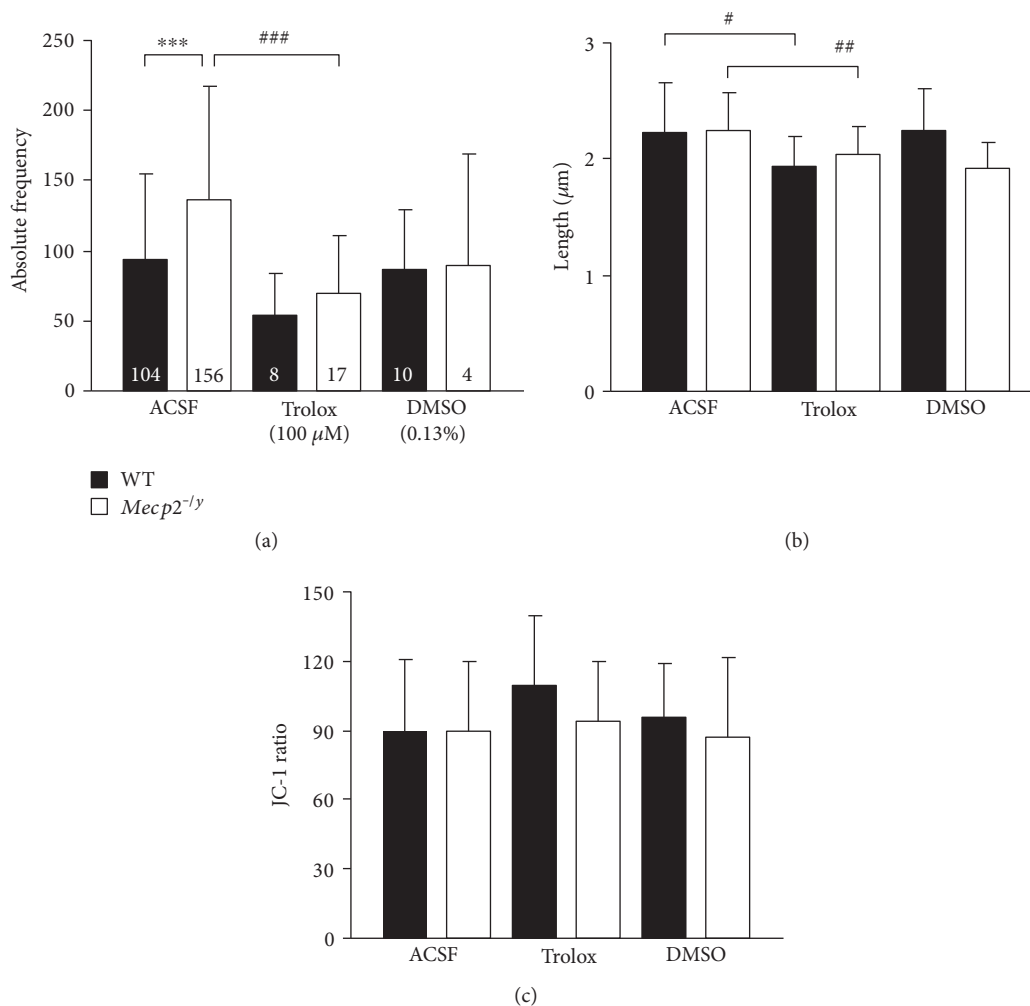 ***
###
250
200
150
100
50
0
Absolute frequency
104
156
8
17
10
4
ACSF
Trolox
(100 μM)
DMSO
(0.13%)
WT
Mecp2⁻/ʸ
(a)
#
##
3
2
1
0
Length (μm)
ACSF
Trolox
DMSO
(b)
150
120
90
60
30
0
JC-1 ratio
ACSF
Trolox
DMSO
(c)